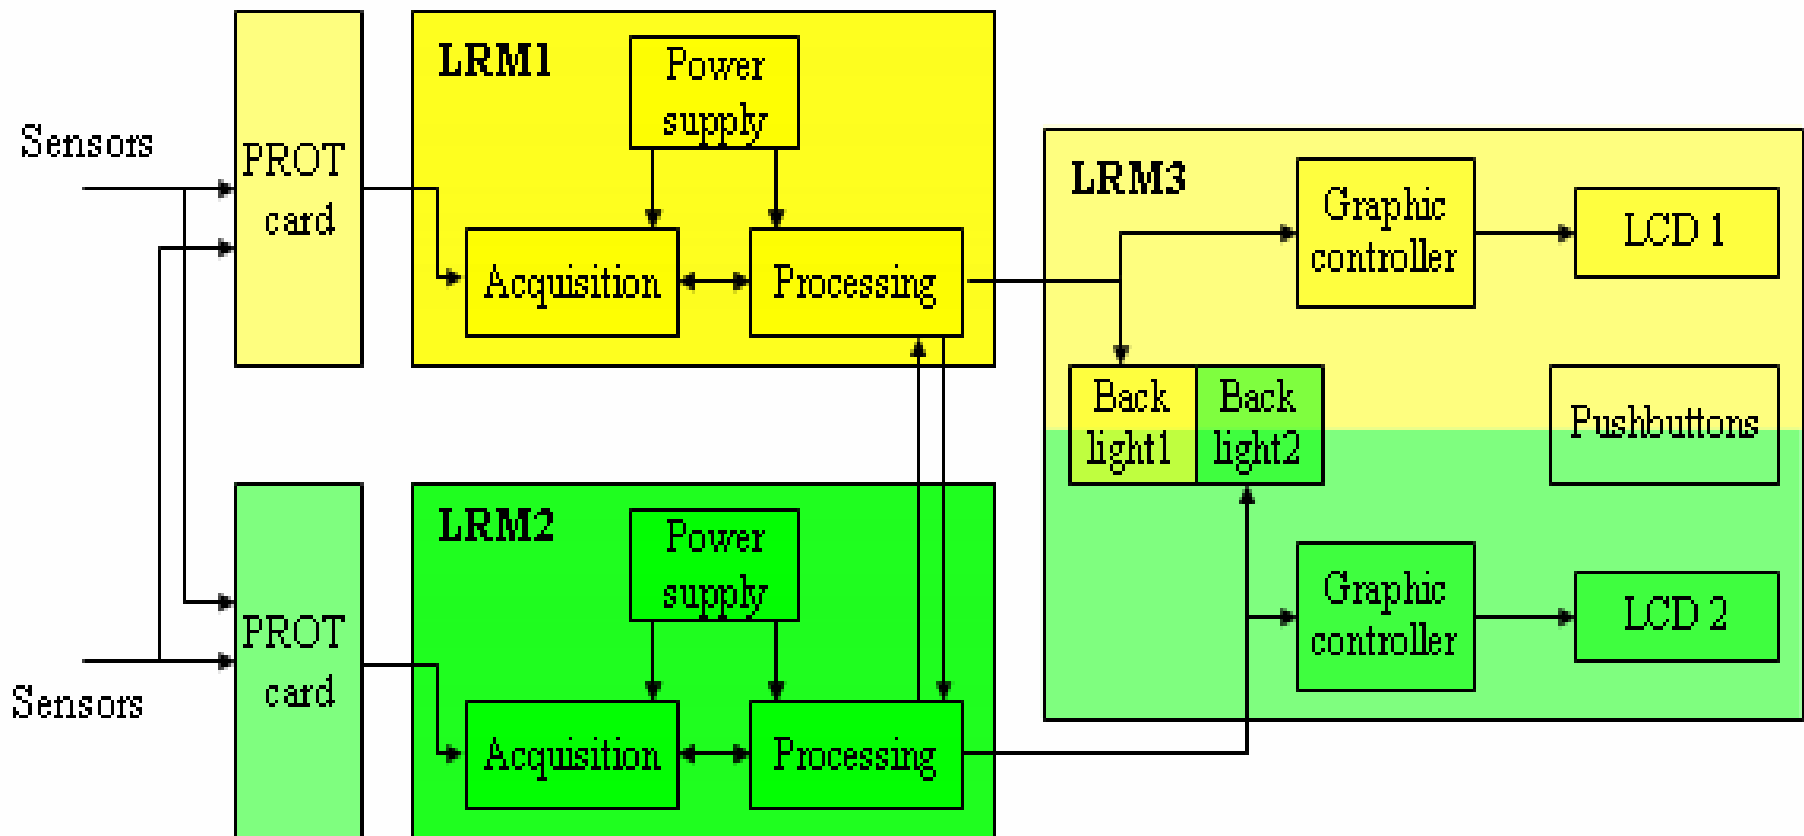 Sensors
PROT
card
LRM1
Power
supply
Acquisition
Processing
LRM3
Graphic
controller
LCD 1
Back
light1
Back
light2
Pushbuttons
Sensors
PROT
card
LRM2
Power
supply
Acquisition
Processing
Graphic
controller
LCD 2